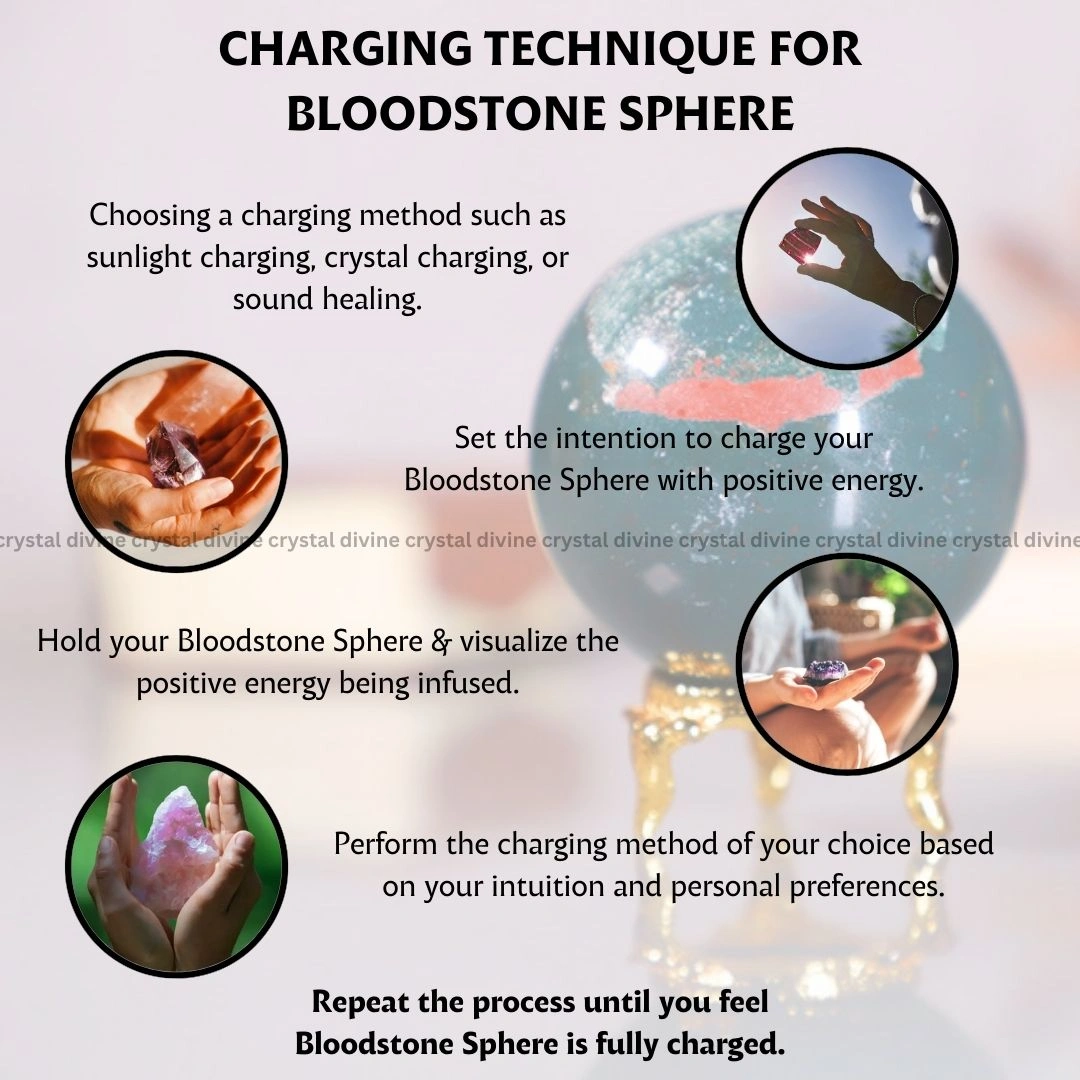 CHARGING TECHNIQUE FOR
BLOODSTONE SPHERE
Choosing a charging method such as
sunlight charging, crystal charging, or
sound healing.
Set the intention to charge your
Bloodstone Sphere with positive energy.
crystal divine crystal divine crystal divine crystal divine crystal divine crystal divine crystal divine crystal divine
Hold your Bloodstone Sphere & visualize the
positive energy being infused.
Perform the charging method of your choice based
on your intuition and personal preferences.
Repeat the process until you feel
Bloodstone Sphere is fully charged.